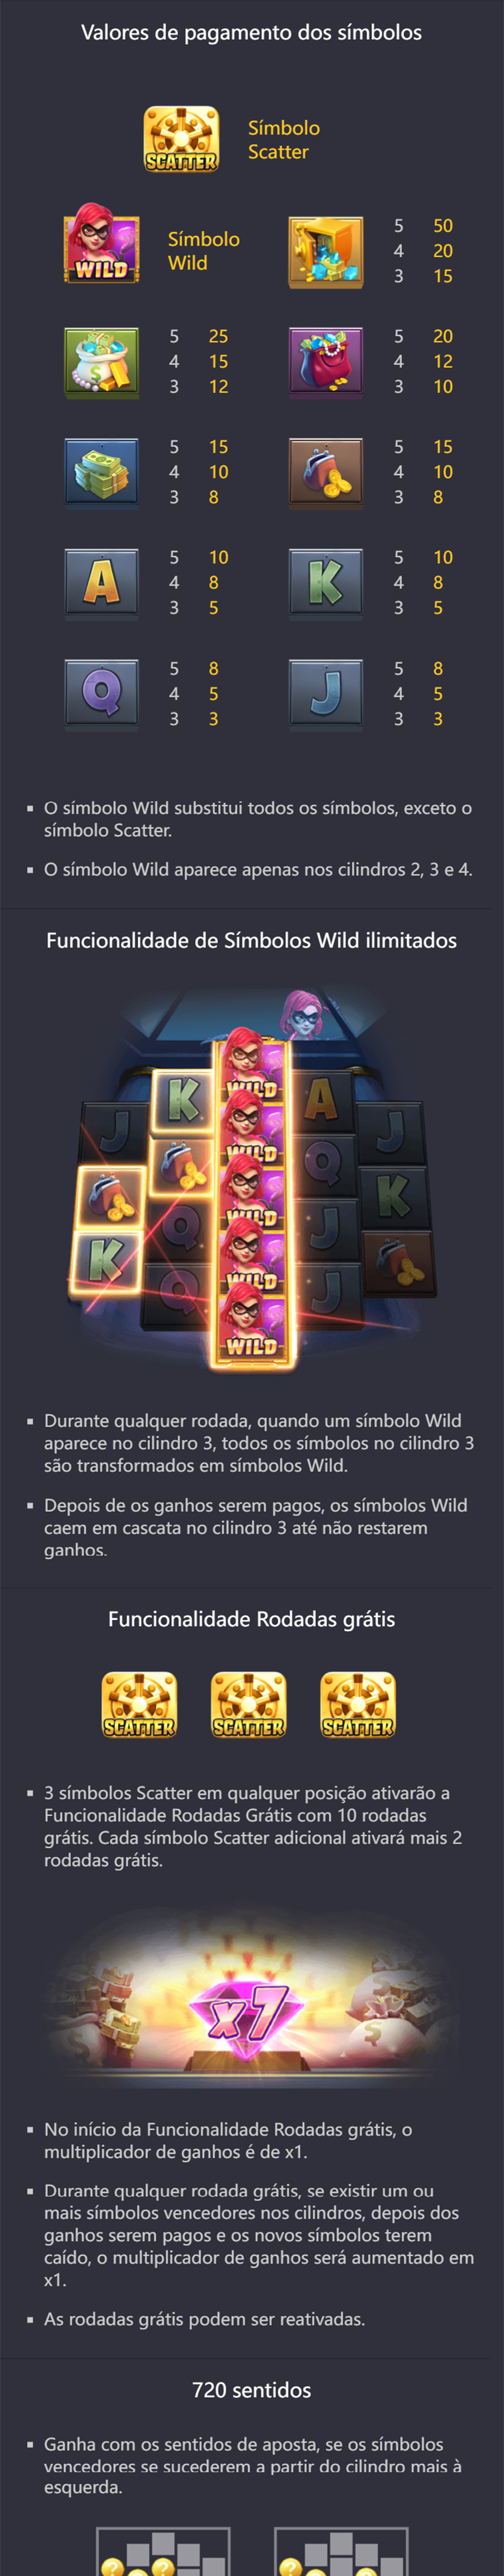 Valores de pagamento dos símbolos
SCATTER
Símbolo
Scatter
WILD
Símbolo
Wild
5 50
4 20
3 15
5 25
4 15
3 12
5 20
4 12
3 10
5 15
4 10
3 8
5 15
4 10
3 8
A
5 10
4 8
3 5
K
5 10
4 8
3 5
Q
5 8
4 5
3 3
J
5 8
4 5
3 3
▪ O símbolo Wild substitui todos os símbolos, exceto o
símbolo Scatter.
▪ O símbolo Wild aparece apenas nos cilindros 2, 3 e 4.
Funcionalidade de Símbolos Wild ilimitados
J K WILD A J
WILD Q K
K Q WILD J
Q WILD J
WILD
▪ Durante qualquer rodada, quando um símbolo Wild
aparece no cilindro 3, todos os símbolos no cilindro 3
são transformados em símbolos Wild.
▪ Depois de os ganhos serem pagos, os símbolos Wild
caem em cascata no cilindro 3 até não restarem
ganhos.
Funcionalidade Rodadas grátis
SCATTER SCATTER SCATTER
▪ 3 símbolos Scatter em qualquer posição ativarão a
Funcionalidade Rodadas Grátis com 10 rodadas
grátis. Cada símbolo Scatter adicional ativará mais 2
rodadas grátis.
x7
▪ No início da Funcionalidade Rodadas grátis, o
multiplicador de ganhos é de x1.
▪ Durante qualquer rodada grátis, se existir um ou
mais símbolos vencedores nos cilindros, depois dos
ganhos serem pagos e os novos símbolos terem
caído, o multiplicador de ganhos será aumentado em
x1.
▪ As rodadas grátis podem ser reativadas.
720 sentidos
▪ Ganha com os sentidos de aposta, se os símbolos
vencedores se sucederem a partir do cilindro mais à
esquerda.
? ? ? ?